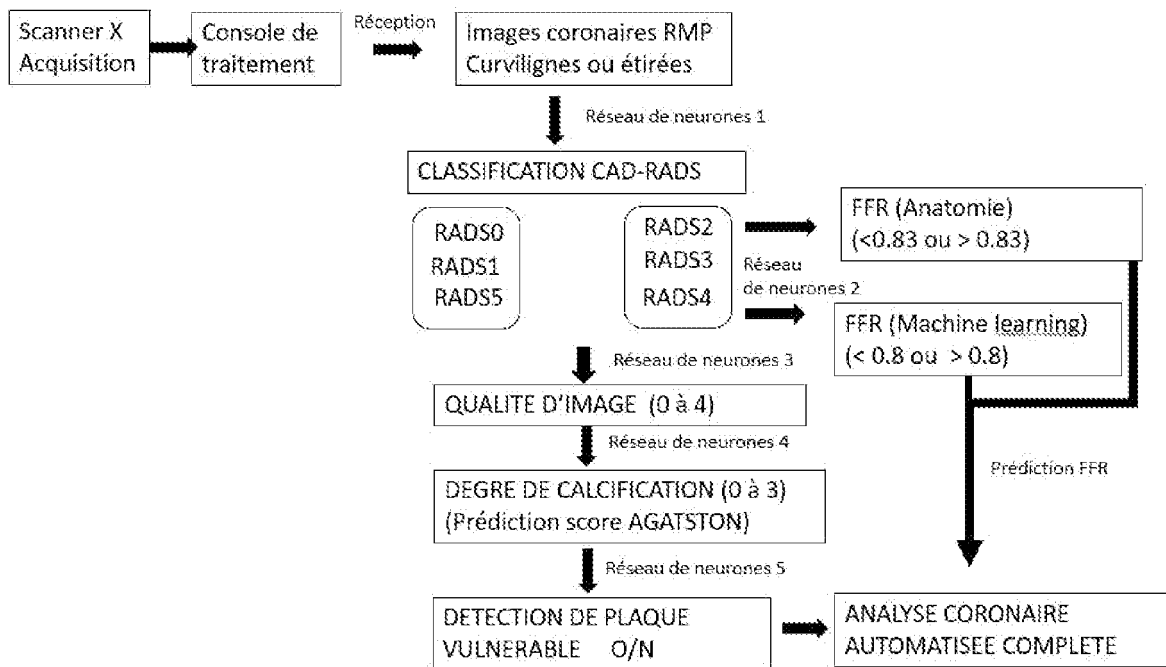 Scanner X
Acquisition
Console de
traitement
Réception
Images coronaires RMP
Curvilignes ou étirées
Réseau de neurones 1
CLASSIFICATION CAD-RADS
RADS0
RADS1
RADS5
RADS2
RADS3
RADS4
Réseau
de neurones 2
FFR (Anatomie)
(<0.83 ou > 0.83)
FFR (Machine learning)
(< 0.8 ou > 0.8)
Réseau de neurones 3
QUALITE D'IMAGE (0 à 4)
Réseau de neurones 4
DEGRE DE CALCIFICATION (0 à 3)
(Prédiction score AGATSTON)
Prédiction FFR
Réseau de neurones 5
DETECTION DE PLAQUE
VULNERABLE O/N
ANALYSE CORONAIRE
AUTOMATISEE COMPLETE